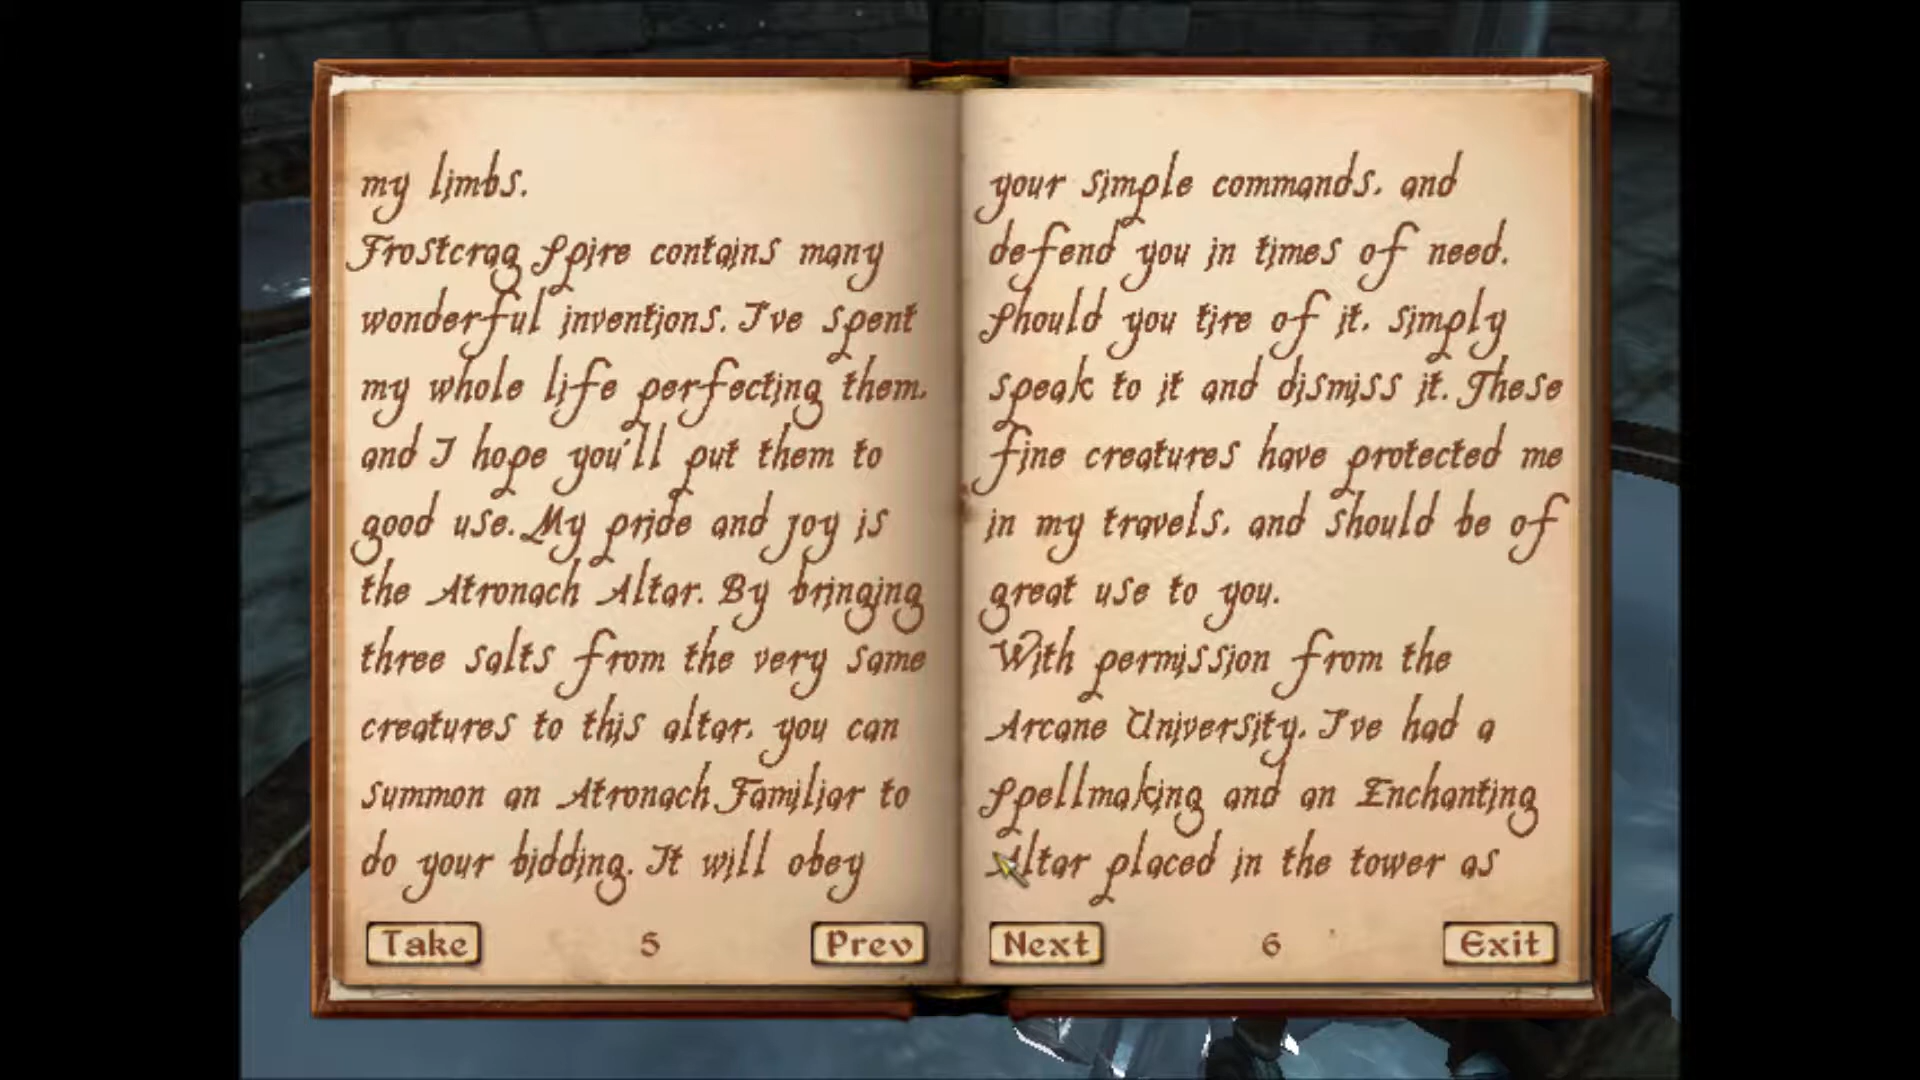 my limbs.
Frostcrag Spire contains many
wonderful inventions. I've spent
my whole life perfecting them,
and I hope you'll put them to
good use. My pride and joy is
the Atronach Altar. By bringing
three salts from the very same
creatures to this altar, you can
summon an Atronach Familiar to
do your bidding. It will obey
Take
5
Prev
your simple commands, and
defend you in times of need.
Should you tire of it, simply
speak to it and dismiss it. These
fine creatures have protected me
in my travels, and should be of
great use to you.
With permission from the
Arcane University, I've had a
Spellmaking and an Enchanting
Altar placed in the tower as
Next
6
Exit